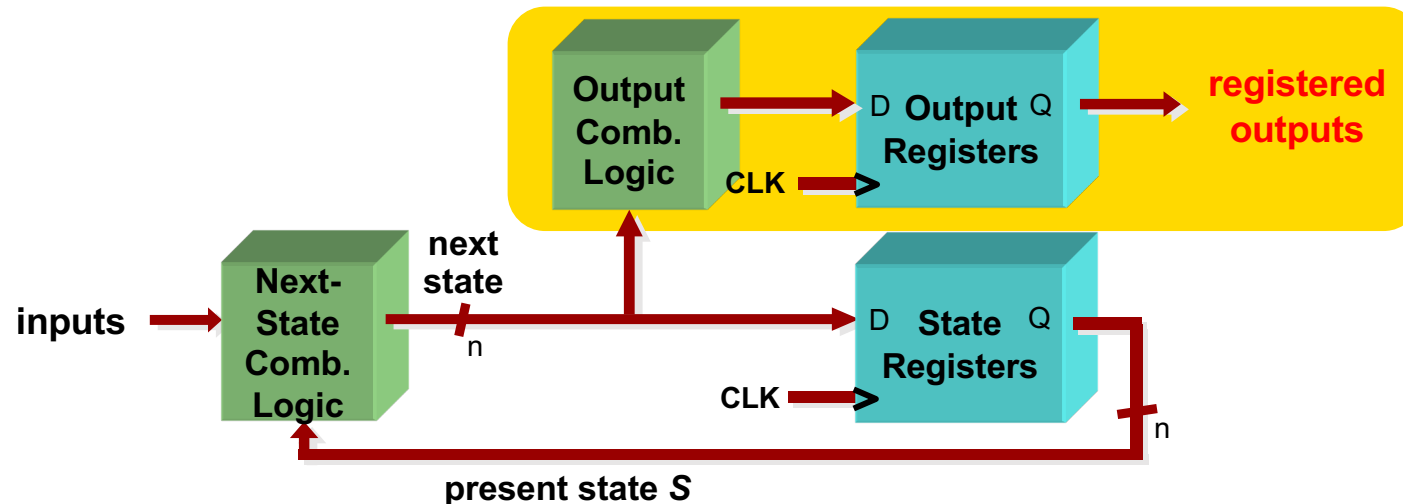 Output
Comb.
Logic
D Output Q
Registers
CLK
registered
outputs
next
state
n
inputs
Next-
State
Comb.
Logic
D State Q
Registers
CLK
n
present state S